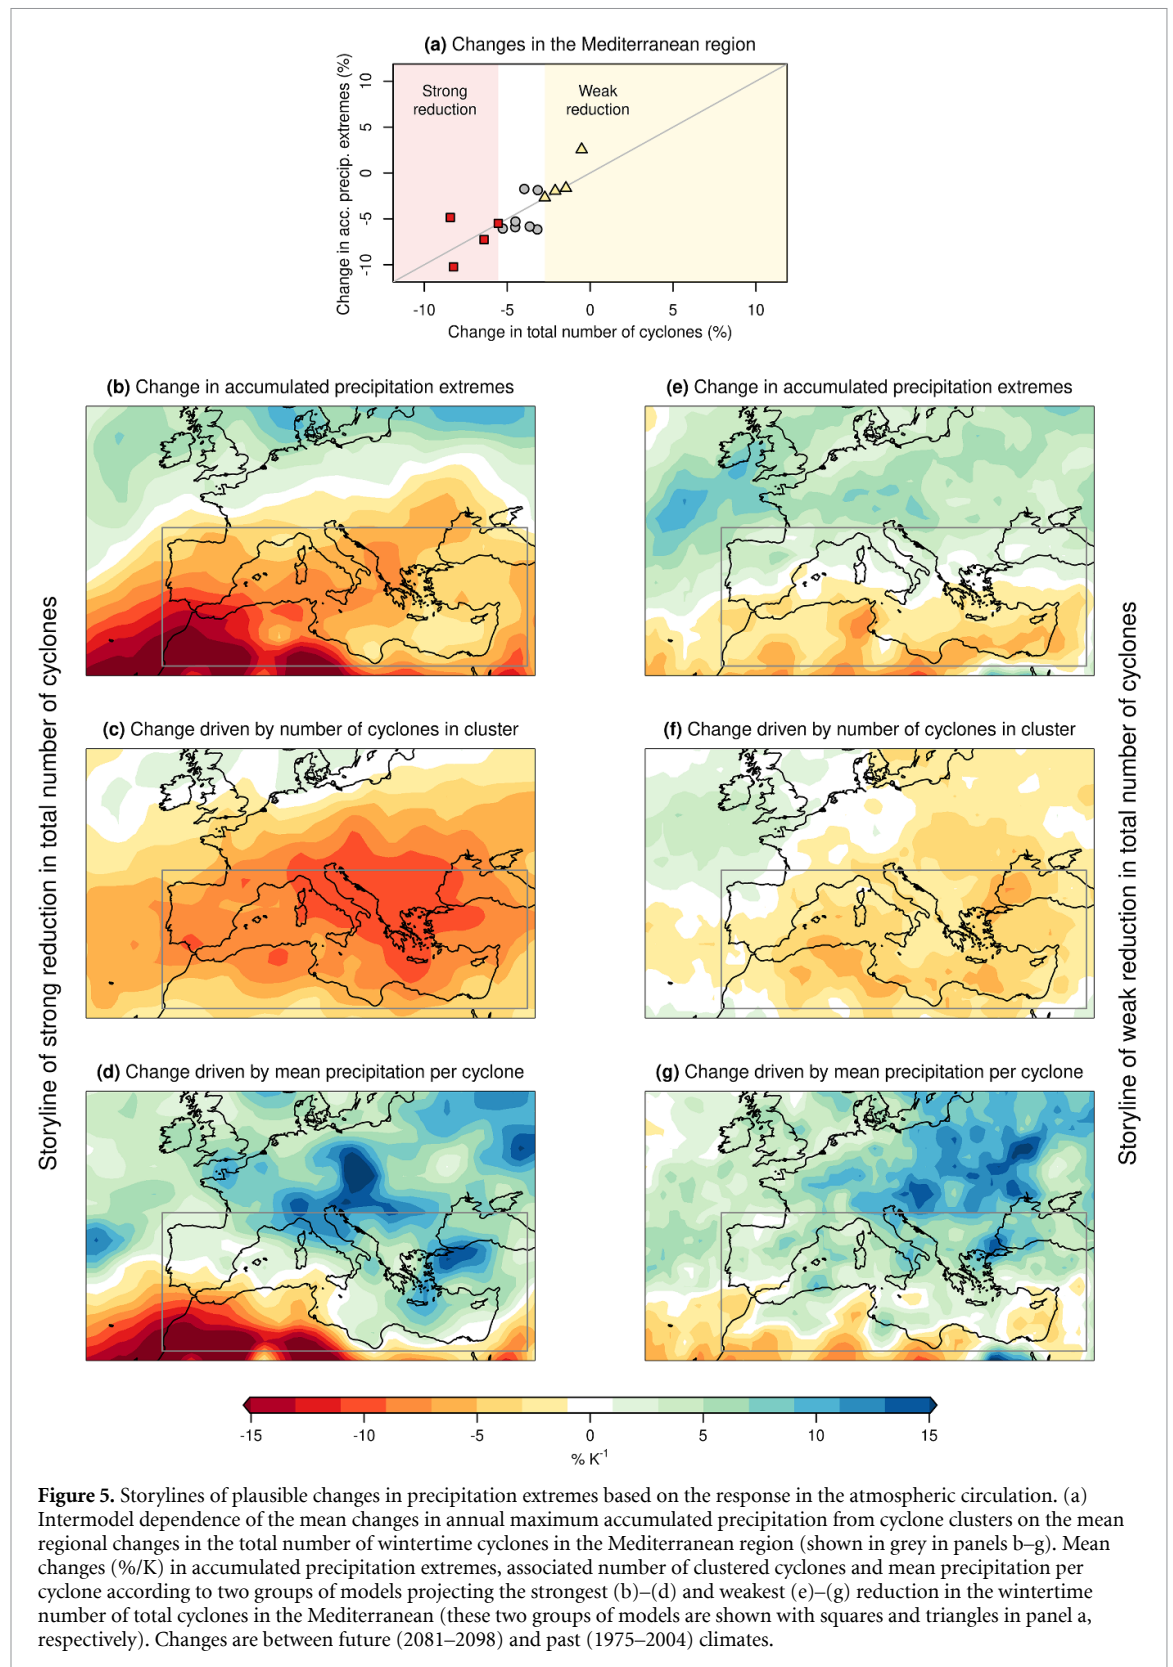 (a) Changes in the Mediterranean region
Change in acc. precip. extremes (%)
10
5
0
-5
-10
Strong
reduction
Weak
reduction
-10 -5 0 5 10
Change in total number of cyclones (%)
Storyline of strong reduction in total number of cyclones
(b) Change in accumulated precipitation extremes
(e) Change in accumulated precipitation extremes
(c) Change driven by number of cyclones in cluster
(f) Change driven by number of cyclones in cluster
(d) Change driven by mean precipitation per cyclone
(g) Change driven by mean precipitation per cyclone
Storyline of weak reduction in total number of cyclones
-15 -10 -5 0 5 10 15
% K-1
Figure 5. Storylines of plausible changes in precipitation extremes based on the response in the atmospheric circulation. (a)
Intermodel dependence of the mean changes in annual maximum accumulated precipitation from cyclone clusters on the mean
regional changes in the total number of wintertime cyclones in the Mediterranean region (shown in grey in panels b–g). Mean
changes (%/K) in accumulated precipitation extremes, associated number of clustered cyclones and mean precipitation per
cyclone according to two groups of models projecting the strongest (b)–(d) and weakest (e)–(g) reduction in the wintertime
number of total cyclones in the Mediterranean (these two groups of models are shown with squares and triangles in panel a,
respectively). Changes are between future (2081–2098) and past (1975–2004) climates.